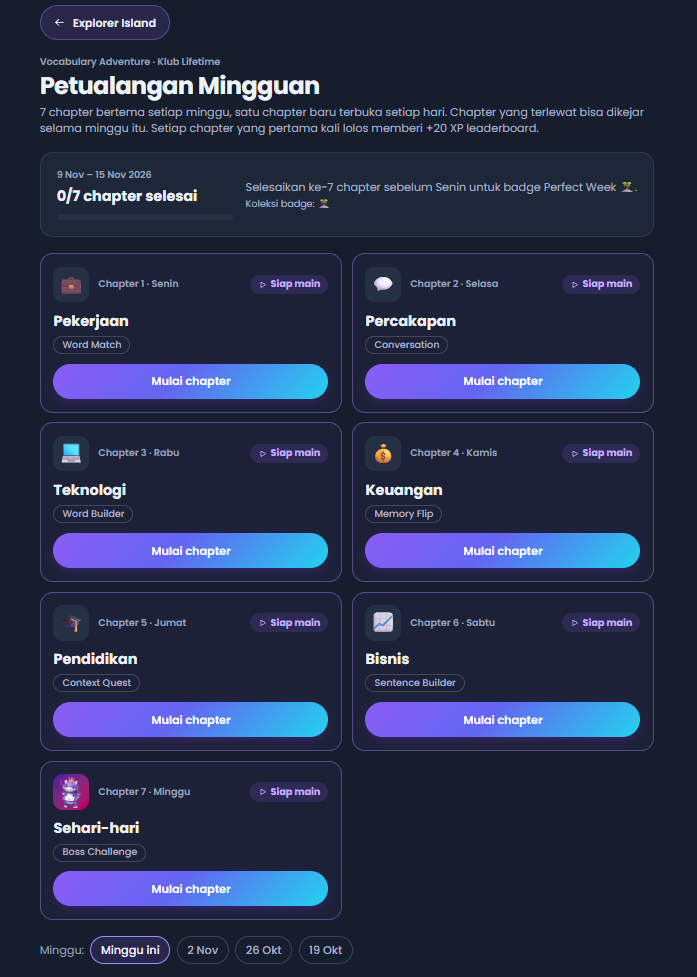 ← Explorer Island
Vocabulary Adventure · Klub Lifetime
Petualangan Mingguan
7 chapter bertema setiap minggu, satu chapter baru terbuka setiap hari. Chapter yang terlewat bisa dikejar
selama minggu itu. Setiap chapter yang pertama kali lolos memberi +20 XP leaderboard.
9 Nov – 15 Nov 2026
0/7 chapter selesai
Selesaikan ke-7 chapter sebelum Senin untuk badge Perfect Week 🏝️.
Koleksi badge: 🏝️
Chapter 1 · Senin
▷ Siap main
Pekerjaan
Word Match
Mulai chapter
Chapter 2 · Selasa
▷ Siap main
Percakapan
Conversation
Mulai chapter
Chapter 3 · Rabu
▷ Siap main
Teknologi
Word Builder
Mulai chapter
Chapter 4 · Kamis
▷ Siap main
Keuangan
Memory Flip
Mulai chapter
Chapter 5 · Jumat
▷ Siap main
Pendidikan
Context Quest
Mulai chapter
Chapter 6 · Sabtu
▷ Siap main
Bisnis
Sentence Builder
Mulai chapter
Chapter 7 · Minggu
▷ Siap main
Sehari-hari
Boss Challenge
Mulai chapter
Minggu: Minggu ini 2 Nov 26 Okt 19 Okt